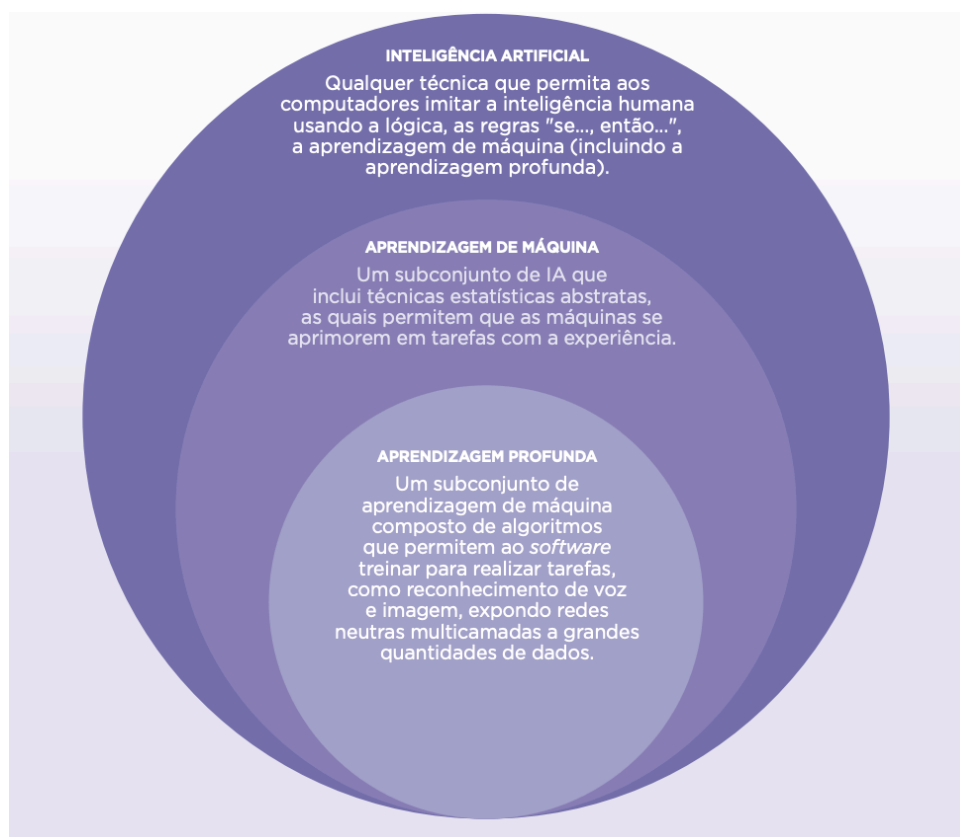 INTELIGÊNCIA ARTIFICIAL
Qualquer técnica que permita aos
computadores imitar a inteligência humana
usando a lógica, as regras "se..., então...",
a aprendizagem de máquina (incluindo a
aprendizagem profunda).
APRENDIZAGEM DE MÁQUINA
Um subconjunto de IA que
inclui técnicas estatísticas abstratas,
as quais permitem que as máquinas se
aprimorem em tarefas com a experiência.
APRENDIZAGEM PROFUNDA
Um subconjunto de
aprendizagem de máquina
composto de algoritmos
que permitem ao software
treinar para realizar tarefas,
como reconhecimento de voz
e imagem, expondo redes
neutras multicamadas a grandes
quantidades de dados.